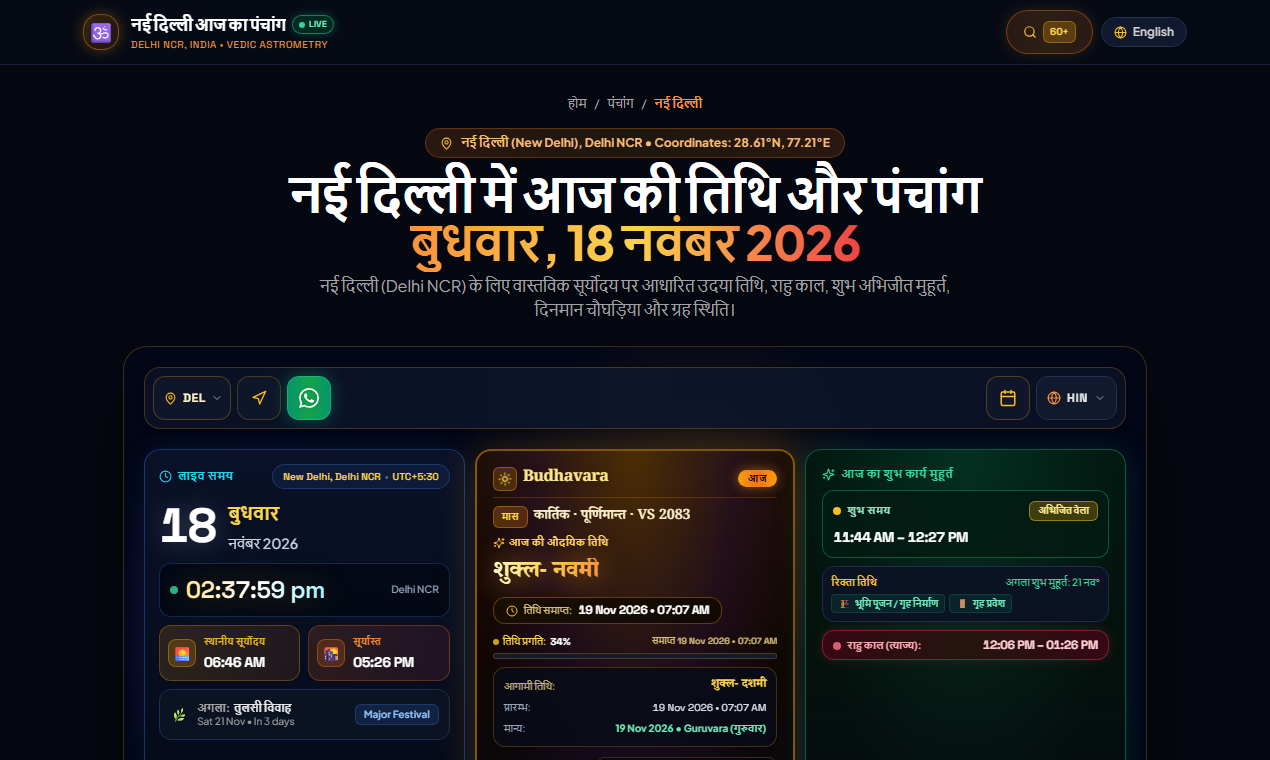 🕉 नई दिल्ली आज का पंचांग LIVE
DELHI NCR, INDIA • VEDIC ASTROMETRY
60+
English
होम / पंचांग / नई दिल्ली
नई दिल्ली (New Delhi), Delhi NCR • Coordinates: 28.61°N, 77.21°E
नई दिल्ली में आज की तिथि और पंचांग
बुधवार, 18 नवंबर 2026
नई दिल्ली (Delhi NCR) के लिए वास्तविक सूर्योदय पर आधारित उदया तिथि, राहु काल, शुभ अभिजीत मुहूर्त,
दिनमान चौघड़िया और ग्रह स्थिति।
DEL
HIN
लाइव समय
New Delhi, Delhi NCR • UTC+5:30
18
बुधवार
नवंबर 2026
02:37:59 pm
Delhi NCR
स्थानीय सूर्योदय
06:46 AM
सूर्यास्त
05:26 PM
अगला: तुलसी विवाह
Sat 21 Nov • In 3 days
Major Festival
Budhavara
आज
मास कार्तिक · पूर्णिमान्त · VS 2083
आज की औदयिक तिथि
शुक्ल- नवमी
तिथि समाप्त: 19 Nov 2026 • 07:07 AM
तिथि प्रगति: 34%
समाप्त 19 Nov 2026 • 07:07 AM
आगामी तिथि: शुक्ल- दशमी
प्रारम्भ: 19 Nov 2026 • 07:07 AM
मान्य: 19 Nov 2026 • Guruvara (गुरुवार)
आज का शुभ कार्य मुहूर्त
शुभ समय
अभिजित वेला
11:44 AM – 12:27 PM
रिक्ता तिथि
अगला शुभ मुहूर्त: 21 नव॰
भूमि पूजन / गृह निर्माण
गृह प्रवेश
राहु काल (त्याज्य): 12:06 PM – 01:26 PM